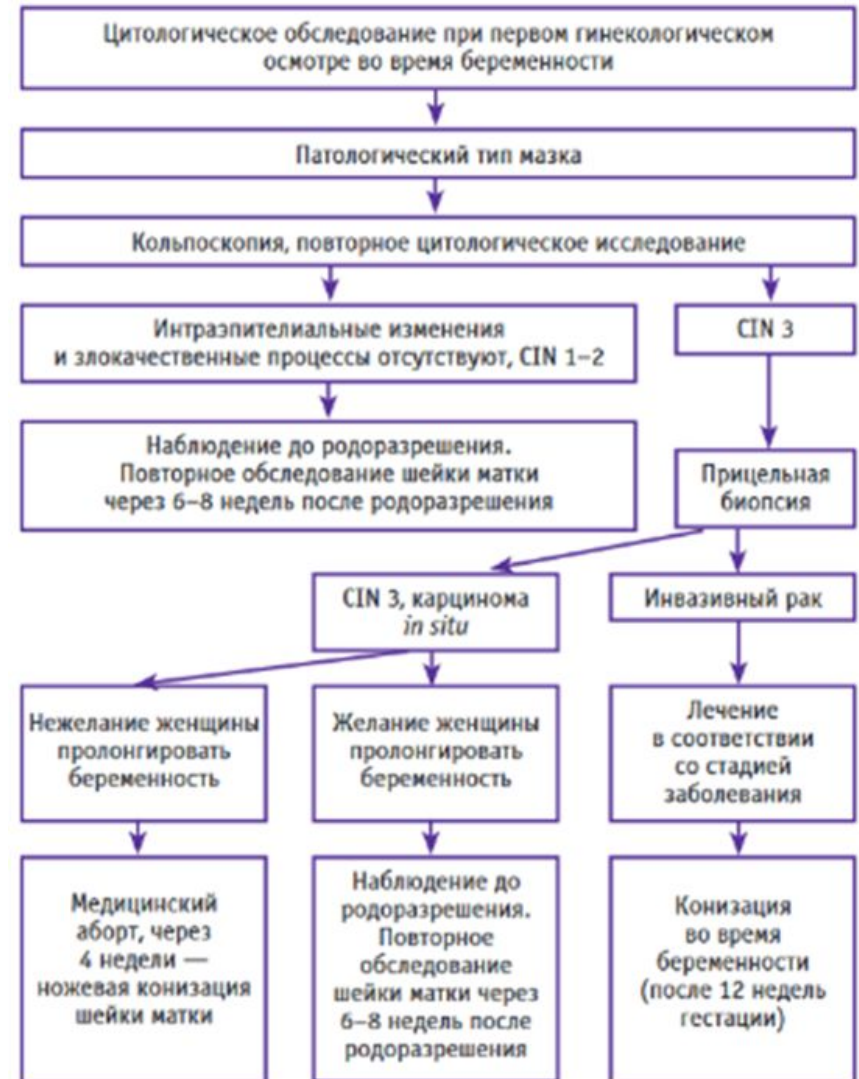 Цитологическое обследование при первом гинекологическом
осмотре во время беременности
Патологический тип мазка
Кольпоскопия, повторное цитологическое исследование
Интраэпителиальные изменения
и злокачественные процессы отсутствуют, CIN 1–2
CIN 3
Наблюдение до родоразрешения.
Повторное обследование шейки матки
через 6–8 недель после родоразрешения
Прицельная
биопсия
CIN 3, карцинома
in situ
Инвазивный рак
Нежелание женщины
пролонгировать
беременность
Желание женщины
пролонгировать
беременность
Лечение
в соответствии
со стадией
заболевания
Медицинский
аборт, через
4 недели —
ножевая конизация
шейки матки
Наблюдение до
родоразрешения.
Повторное
обследование
шейки матки через
6–8 недель после
родоразрешения
Конизация
во время
беременности
(после 12 недель
гестации)